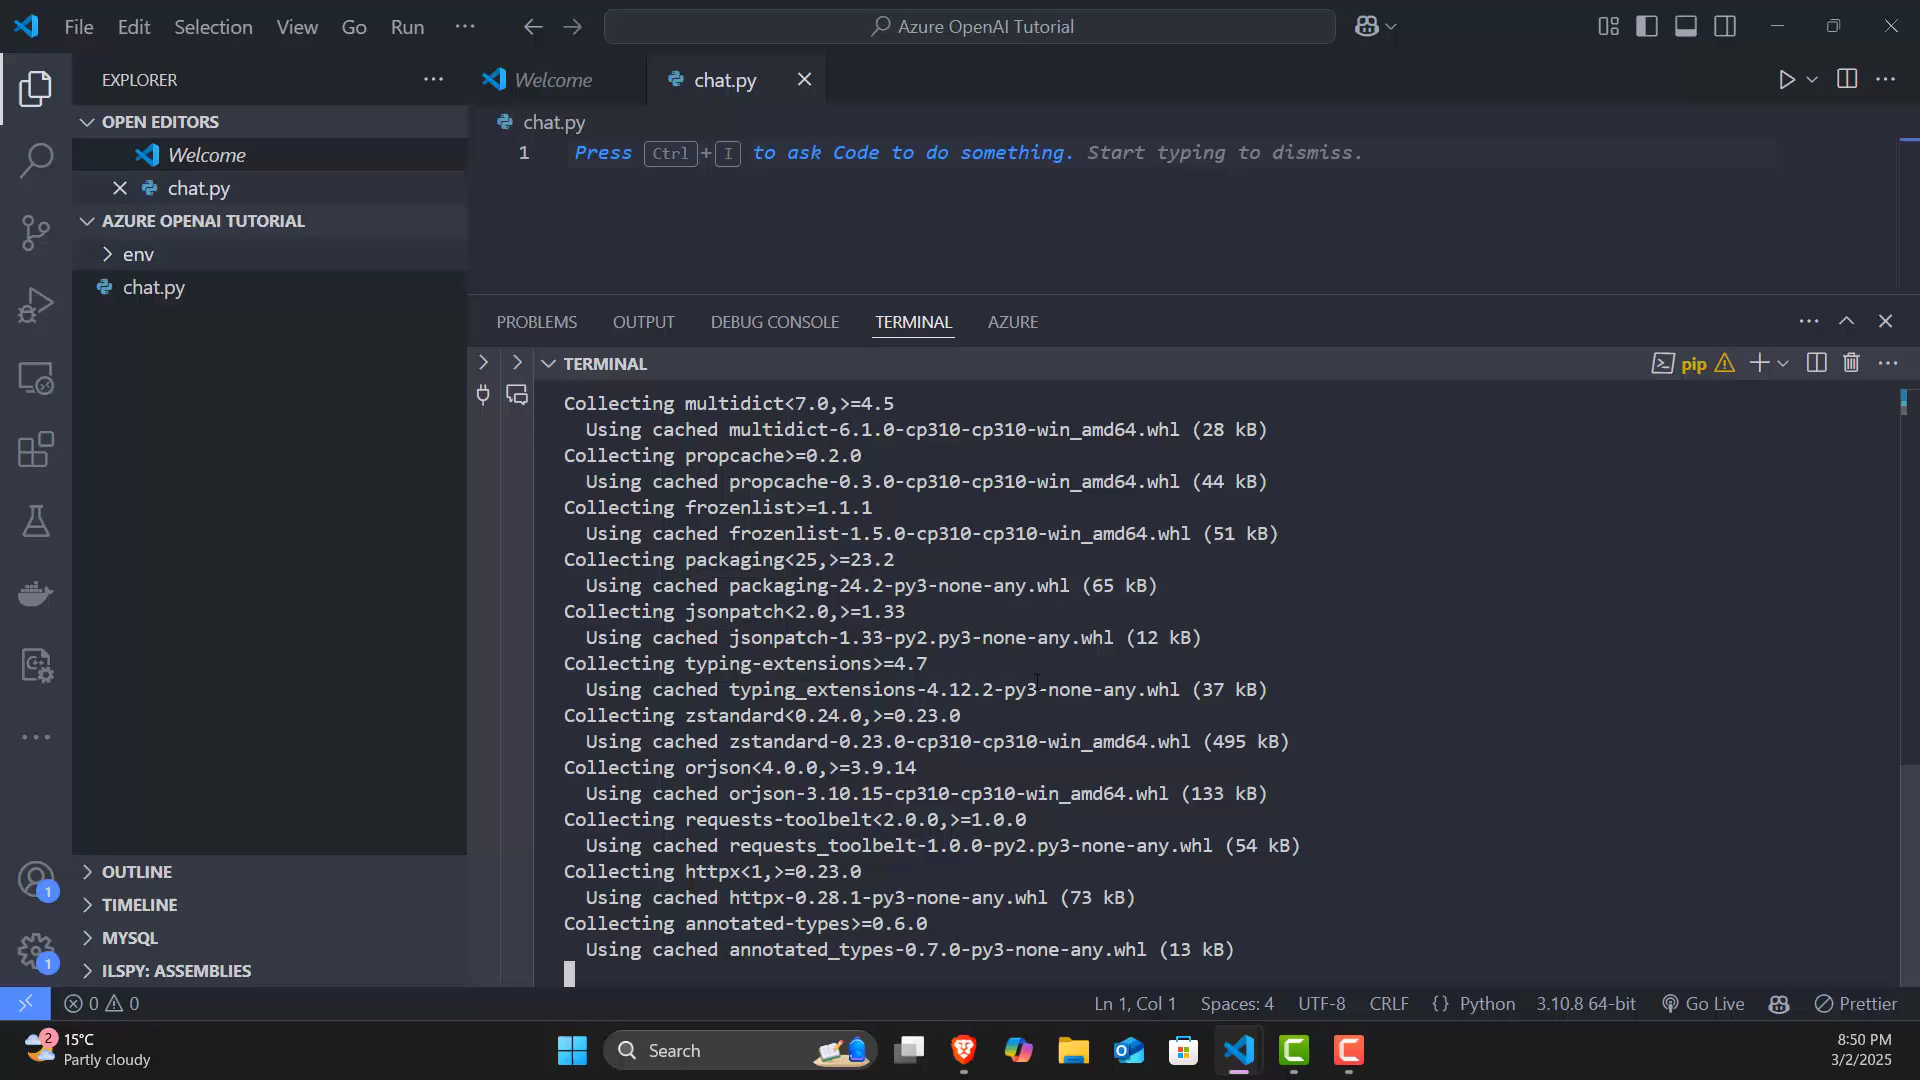 File Edit Selection View Go Run ··· Azure OpenAI Tutorial
EXPLORER ···
Welcome
chat.py
OPEN EDITORS
Welcome
chat.py
AZURE OPENAI TUTORIAL
env
chat.py
OUTLINE
TIMELINE
MYSQL
ILSPY: ASSEMBLIES
chat.py
1 Press Ctrl+I to ask Code to do something. Start typing to dismiss.
PROBLEMS OUTPUT DEBUG CONSOLE TERMINAL AZURE
TERMINAL
pip
Collecting multidict<7.0,>=4.5
Using cached multidict-6.1.0-cp310-cp310-win_amd64.whl (28 kB)
Collecting propcache>=0.2.0
Using cached propcache-0.3.0-cp310-cp310-win_amd64.whl (44 kB)
Collecting frozenlist>=1.1.1
Using cached frozenlist-1.5.0-cp310-cp310-win_amd64.whl (51 kB)
Collecting packaging<25,>=23.2
Using cached packaging-24.2-py3-none-any.whl (65 kB)
Collecting jsonpatch<2.0,>=1.33
Using cached jsonpatch-1.33-py2.py3-none-any.whl (12 kB)
Collecting typing-extensions>=4.7
Using cached typing_extensions-4.12.2-py3-none-any.whl (37 kB)
Collecting zstandard<0.24.0,>=0.23.0
Using cached zstandard-0.23.0-cp310-cp310-win_amd64.whl (495 kB)
Collecting orjson<4.0.0,>=3.9.14
Using cached orjson-3.10.15-cp310-cp310-win_amd64.whl (133 kB)
Collecting requests-toolbelt<2.0.0,>=1.0.0
Using cached requests_toolbelt-1.0.0-py2.py3-none-any.whl (54 kB)
Collecting httpx<1,>=0.23.0
Using cached httpx-0.28.1-py3-none-any.whl (73 kB)
Collecting annotated-types>=0.6.0
Using cached annotated_types-0.7.0-py3-none-any.whl (13 kB)
1
1
0 0 Ln 1, Col 1 Spaces: 4 UTF-8 CRLF {} Python 3.10.8 64-bit Go Live Prettier
2
15°C
Partly cloudy
Search
8:50 PM
3/2/2025